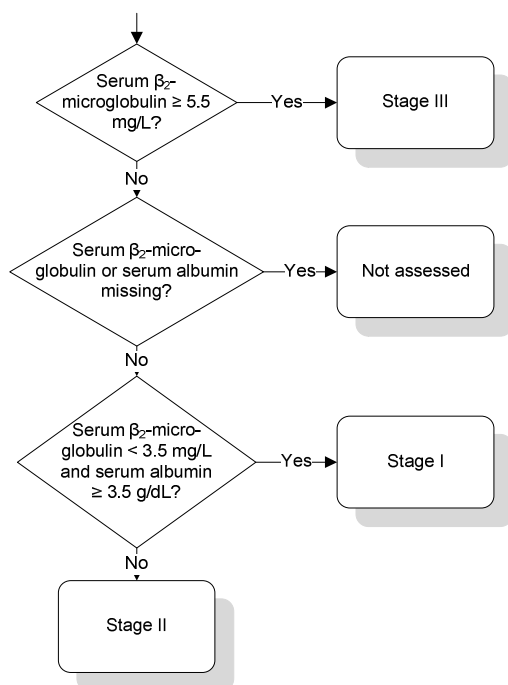 Serum β₂-
microglobulin ≥ 5.5
mg/L?
Yes
Stage III
No
Serum β₂-micro-
globulin or serum albumin
missing?
Yes
Not assessed
No
Serum β₂-micro-
globulin < 3.5 mg/L
and serum albumin
≥ 3.5 g/dL?
Yes
Stage I
No
Stage II